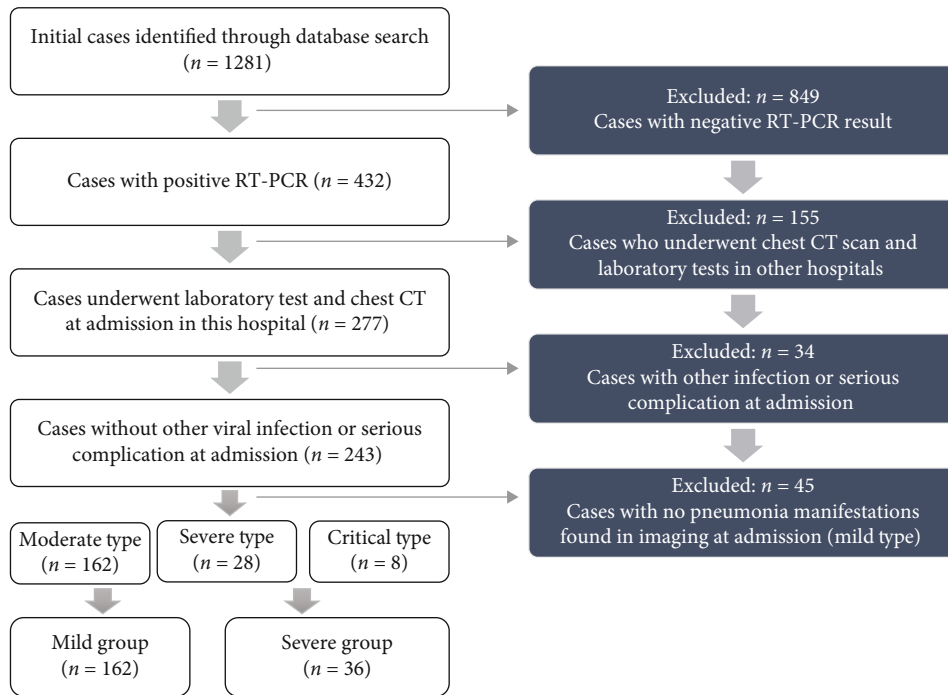 Initial cases identified through database search
(n = 1281)
Excluded: n = 849
Cases with negative RT-PCR result
Cases with positive RT-PCR (n = 432)
Excluded: n = 155
Cases who underwent chest CT scan and
laboratory tests in other hospitals
Cases underwent laboratory test and chest CT
at admission in this hospital (n = 277)
Excluded: n = 34
Cases with other infection or serious
complication at admission
Cases without other viral infection or serious
complication at admission (n = 243)
Excluded: n = 45
Cases with no pneumonia manifestations
found in imaging at admission (mild type)
Moderate type
(n = 162)
Severe type
(n = 28)
Critical type
(n = 8)
Mild group
(n = 162)
Severe group
(n = 36)